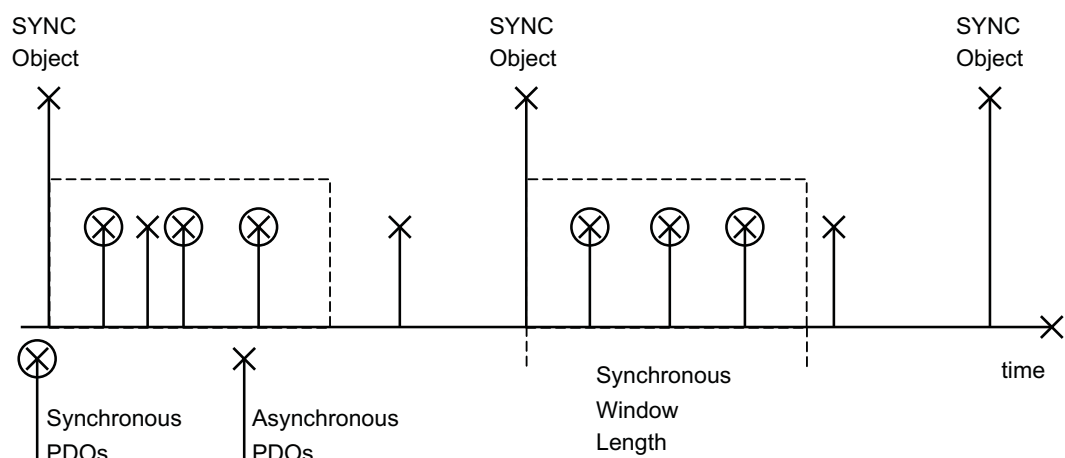 SYNC
Object
SYNC
Object
SYNC
Object
time
Synchronous
PDOs
Asynchronous
PDOs
Synchronous
Window
Length